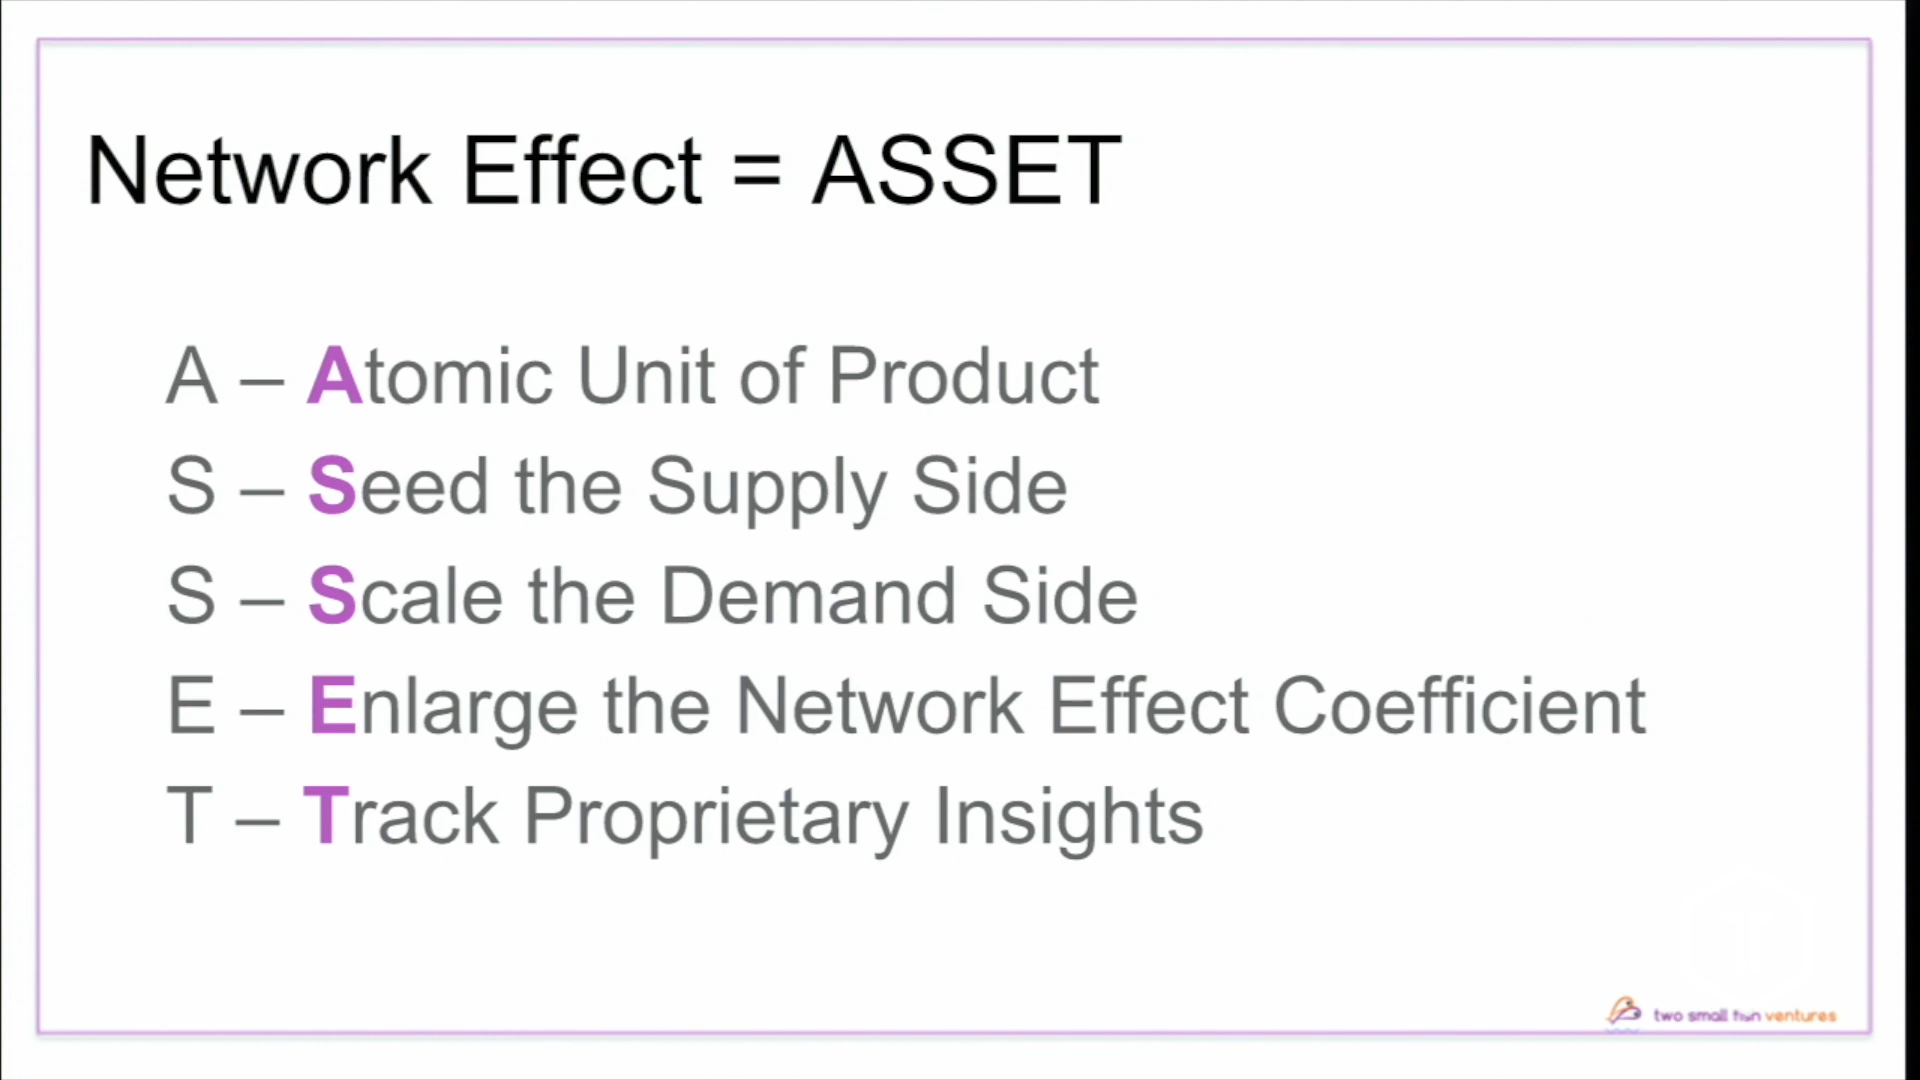 Network Effect = ASSET
A – Atomic Unit of Product
S – Seed the Supply Side
S – Scale the Demand Side
E – Enlarge the Network Effect Coefficient
T – Track Proprietary Insights
two small fish ventures